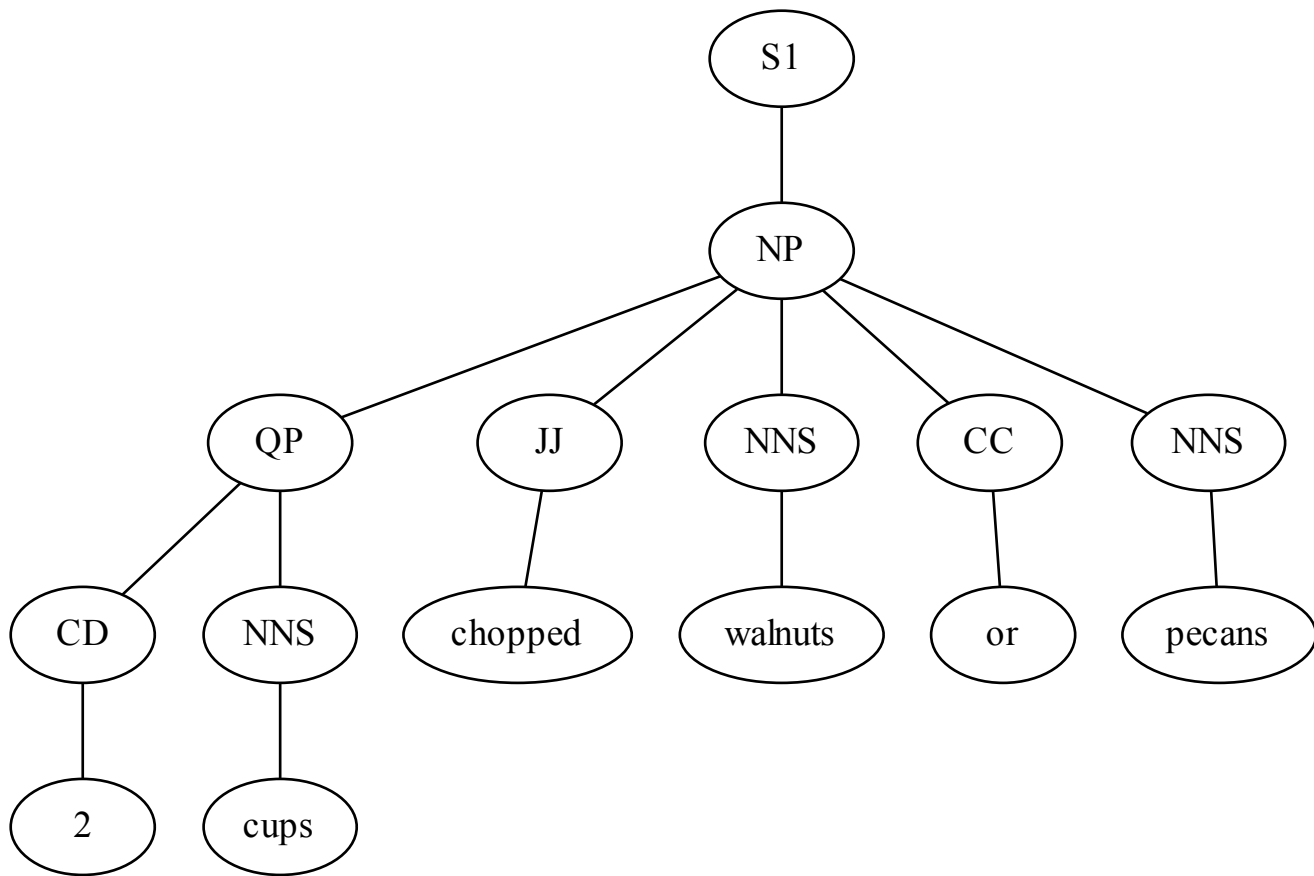 S1
NP
QP JJ NNS CC NNS
CD NNS chopped walnuts or pecans
2 cups